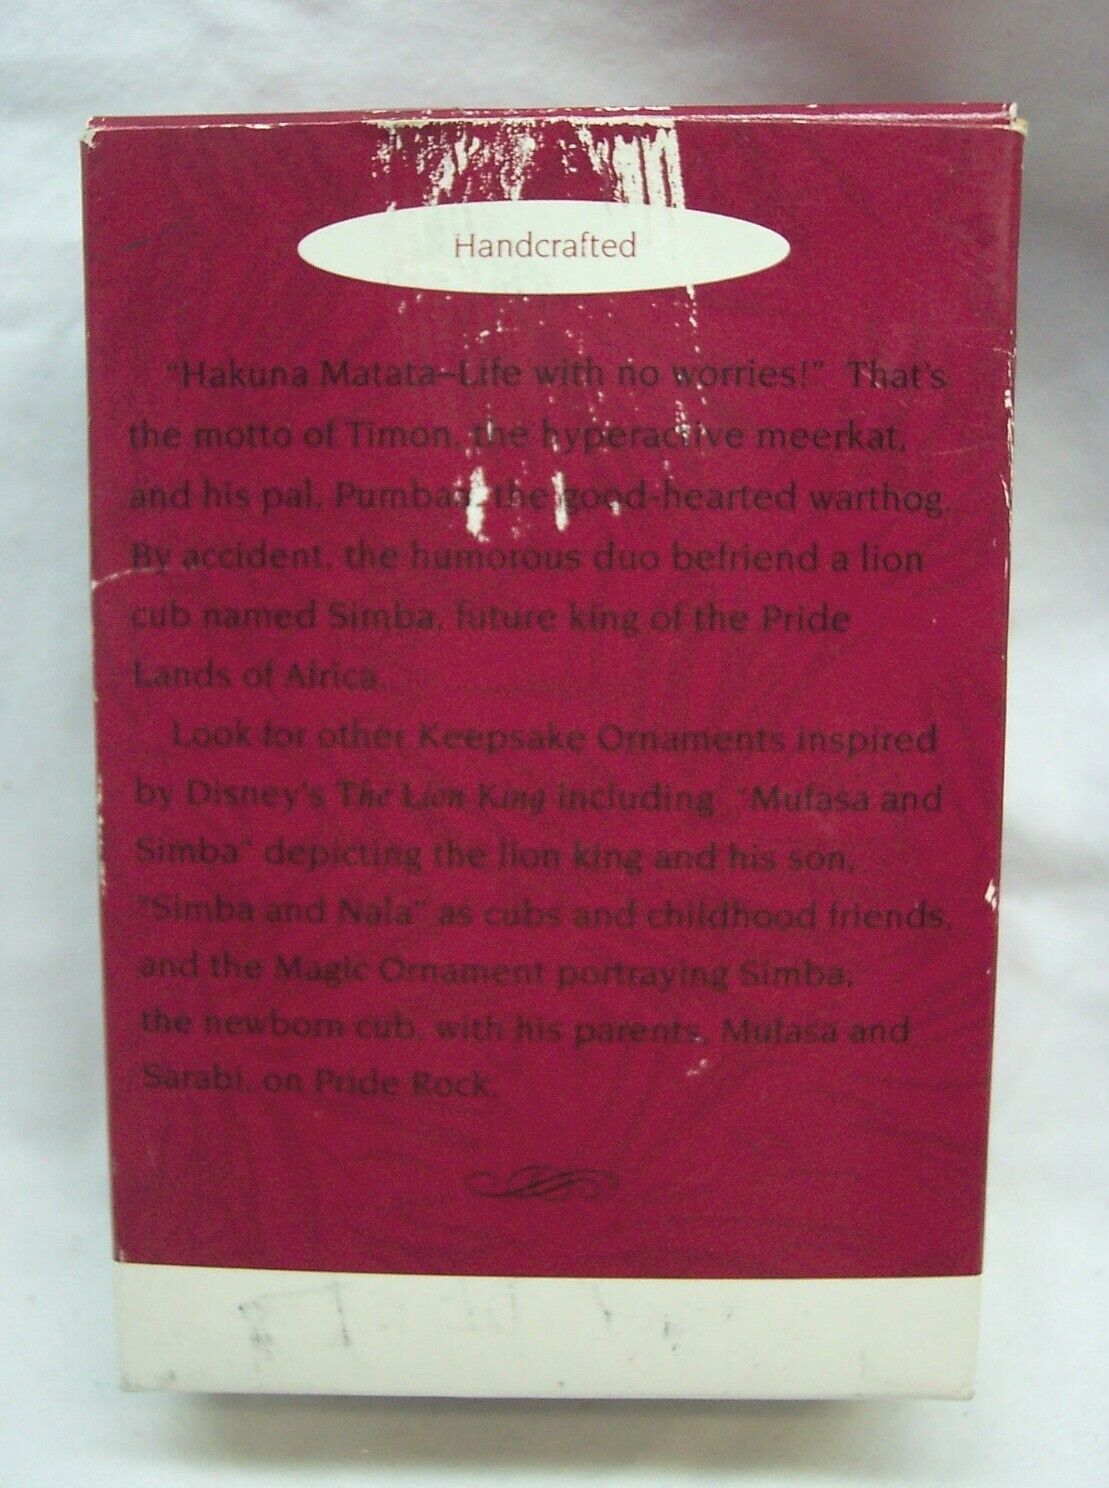 Handcrafted
"Hakuna Matata–Life with no worries!" That's
the motto of Timon, the hyperactive meerkat,
and his pal, Pumbaa, the good-hearted warthog.
By accident, the humorous duo befriend a lion
cub named Simba, future king of the Pride
Lands of Africa.
Look for other Keepsake Ornaments inspired
by Disney's The Lion King including "Mufasa and
Simba" depicting the lion king and his son,
"Simba and Nala" as cubs and childhood friends,
and the Magic Ornament portraying Simba,
the newborn cub, with his parents, Mufasa and
Sarabi, on Pride Rock.